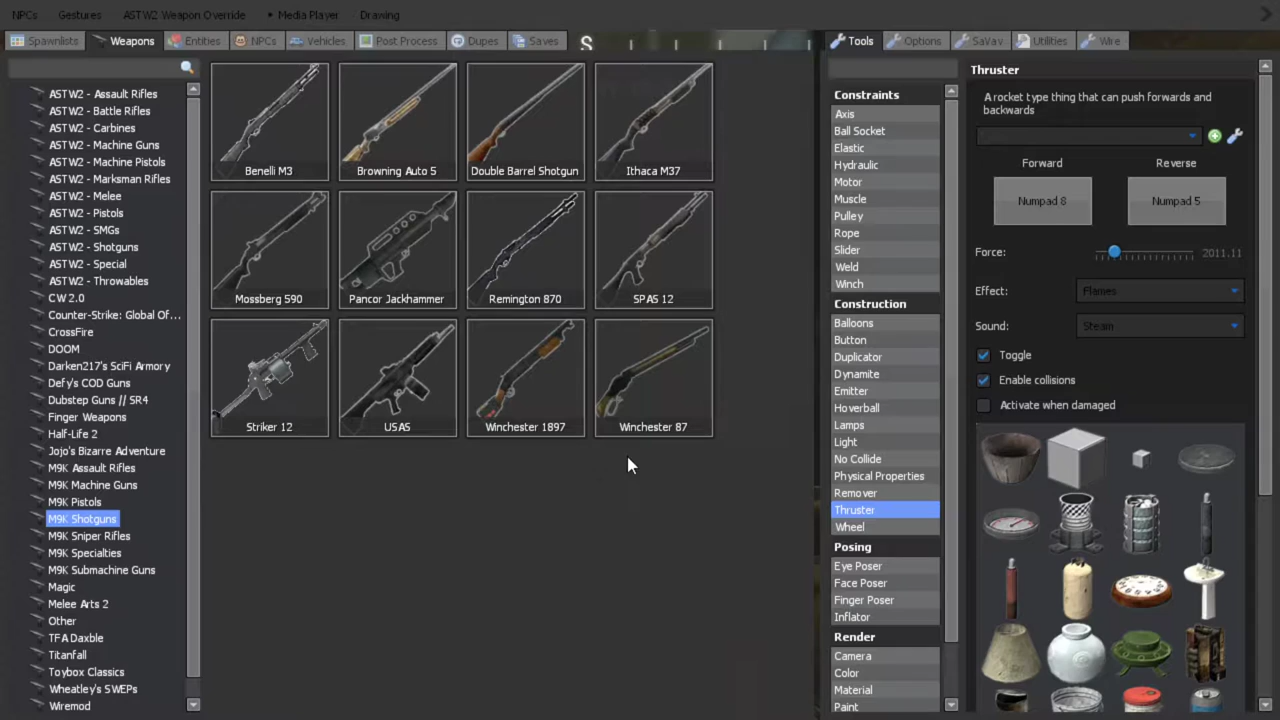 NPCs Gestures ASTW2 Weapon Override ▸ Media Player Drawing
Spawnlists Weapons Entities NPCs Vehicles Post Process Dupes Saves S
Tools Options SaVav Utilities Wire
ASTW2 - Assault Rifles
ASTW2 - Battle Rifles
ASTW2 - Carbines
ASTW2 - Machine Guns
ASTW2 - Machine Pistols
ASTW2 - Marksman Rifles
ASTW2 - Melee
ASTW2 - Pistols
ASTW2 - SMGs
ASTW2 - Shotguns
ASTW2 - Special
ASTW2 - Throwables
CW 2.0
Counter-Strike: Global Of...
CrossFire
DOOM
Darken217's SciFi Armory
Defy's COD Guns
Dubstep Guns // SR4
Finger Weapons
Half-Life 2
Jojo's Bizarre Adventure
M9K Assault Rifles
M9K Machine Guns
M9K Pistols
M9K Shotguns
M9K Sniper Rifles
M9K Specialties
M9K Submachine Guns
Magic
Melee Arts 2
Other
TFA Daxble
Titanfall
Toybox Classics
Wheatley's SWEPs
Wiremod
Benelli M3 Browning Auto 5 Double Barrel Shotgun Ithaca M37
Mossberg 590 Pancor Jackhammer Remington 870 SPAS 12
Striker 12 USAS Winchester 1897 Winchester 87
Constraints
Axis
Ball Socket
Elastic
Hydraulic
Motor
Muscle
Pulley
Rope
Slider
Weld
Winch
Construction
Balloons
Button
Duplicator
Dynamite
Emitter
Hoverball
Lamps
Light
No Collide
Physical Properties
Remover
Thruster
Wheel
Posing
Eye Poser
Face Poser
Finger Poser
Inflator
Render
Camera
Color
Material
Paint
Thruster
A rocket type thing that can push forwards and
backwards
Forward Reverse
Numpad 8 Numpad 5
Force: 2011.11
Effect: Flames
Sound: Steam
Toggle
Enable collisions
Activate when damaged